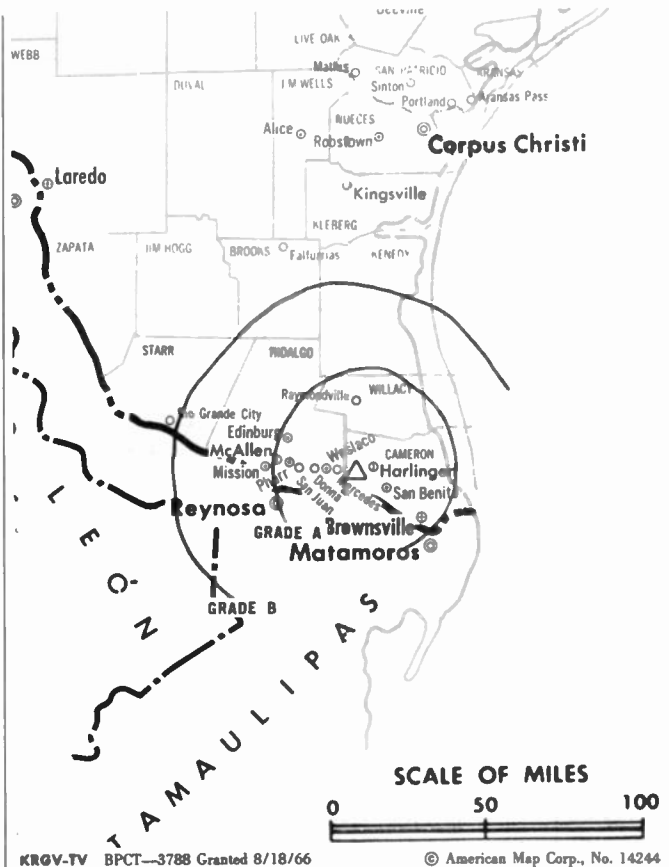 LIVE OAK
WEBB
Mathis
SAN PATRICIO
ARANSAS
DUVAL
JIM WELLS
Sinton
Portland
Aransas Pass
NUECES
Alice
Robstown
Corpus Christi
Laredo
Kingsville
KLEBERG
ZAPATA
JIM HOGG
BROOKS
Falfurrias
KENEDY
STARR
HIDALGO
Raymondville
WILLACY
Rio Grande City
Edinburg
Weslaco
CAMERON
McAllen
Harlingen
Mission
Pharr
San Juan
Donna
Mercedes
San Benito
Reynosa
GRADE A
Brownsville
Matamoros
LEÓN
GRADE B
TAMAULIPAS
SCALE OF MILES
0 50 100
KRGV-TV BPCT—3788 Granted 8/18/66
© American Map Corp., No. 14244